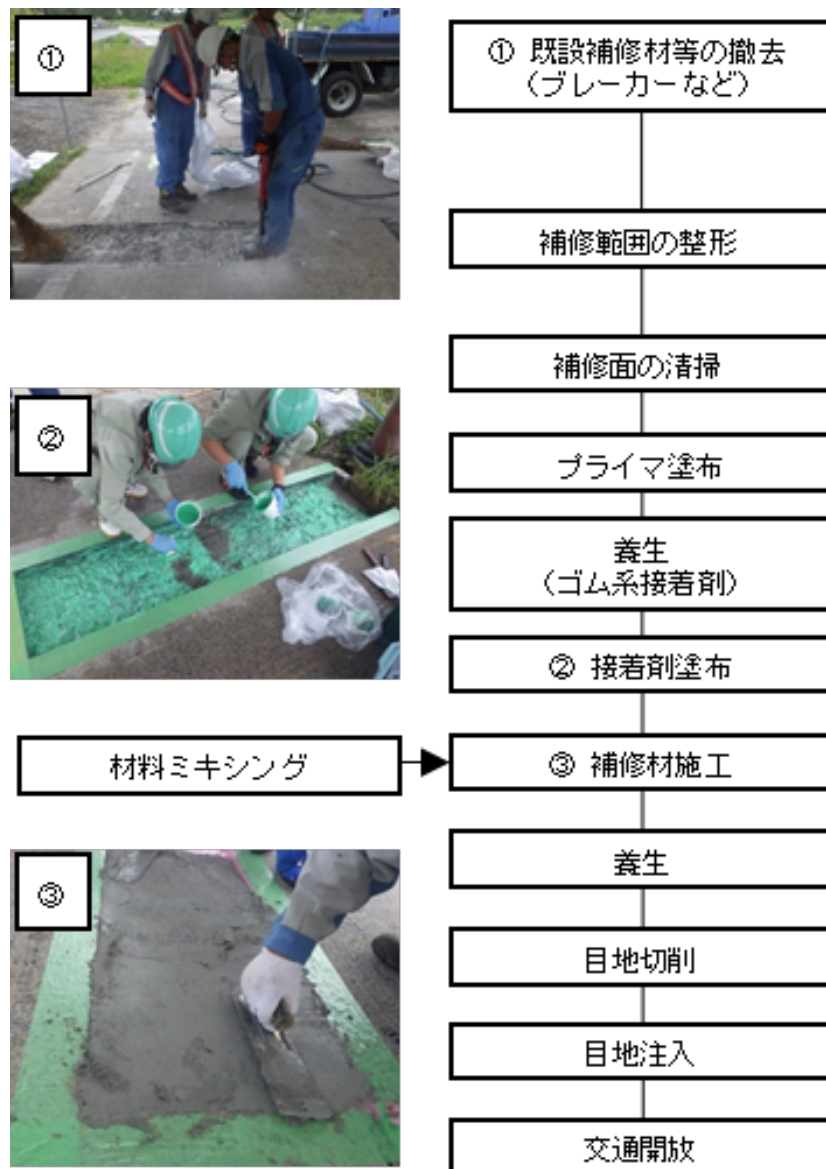 ①
① 既設補修材等の撤去
(ブレーカーなど)
補修範囲の整形
補修面の清掃
②
プライマ塗布
養生
(ゴム系接着剤)
② 接着剤塗布
材料ミキシング
③ 補修材施工
③
養生
目地切削
目地注入
交通開放